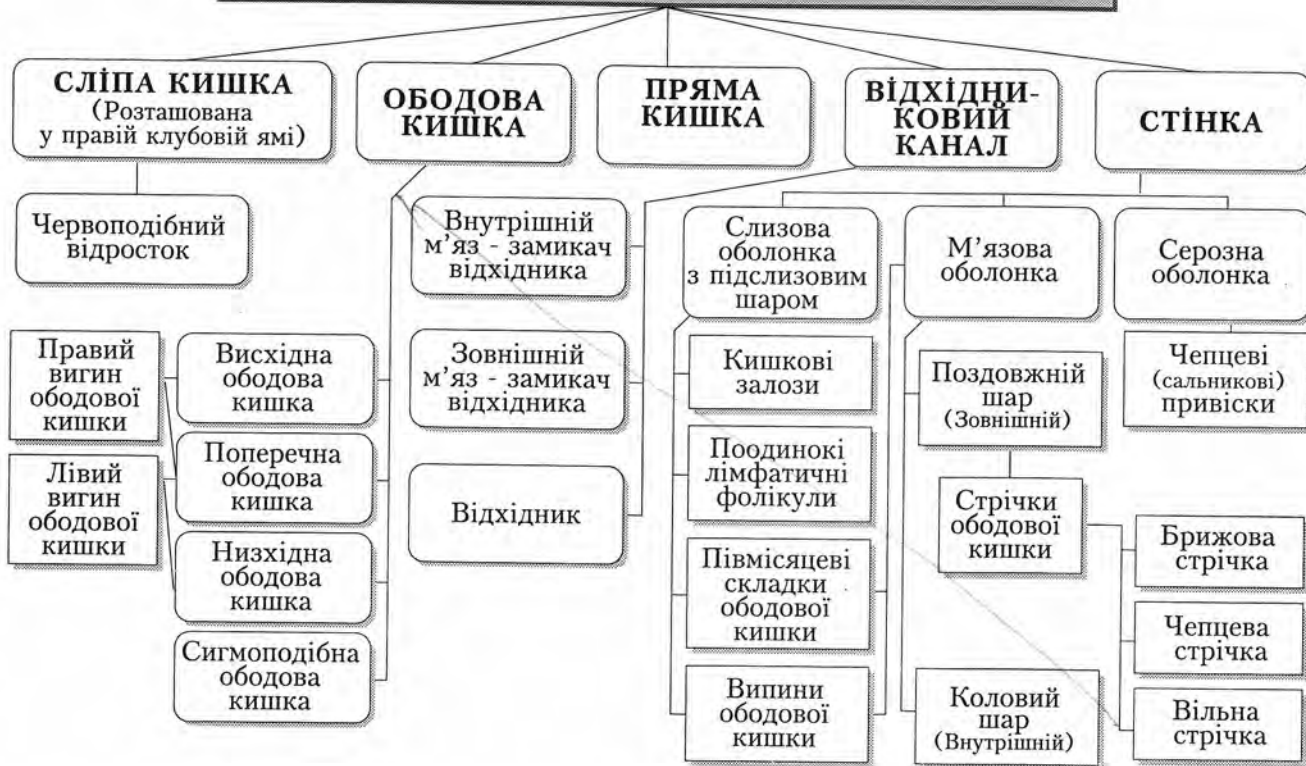 СЛІПА КИШКА
(Розташована
у правій клубовій ямі)
ОБОДОВА
КИШКА
ПРЯМА
КИШКА
ВІДХІДНИ-
КОВИЙ
КАНАЛ
СТІНКА
Червоподібний
відросток
Внутрішній
м’яз - замикач
відхідника
Слизова
оболонка
з підслизовим
шаром
М’язова
оболонка
Серозна
оболонка
Правий
вигин
ободової
кишки
Висхідна
ободова
кишка
Зовнішній
м’яз - замикач
відхідника
Кишкові
залози
Поздовжній
шар
(Зовнішній)
Чепцеві
(сальникові)
привіски
Лівий
вигин
ободової
кишки
Поперечна
ободова
кишка
Відхідник
Поодинокі
лімфатичні
фолікули
Стрічки
ободової
кишки
Низхідна
ободова
кишка
Півмісяцеві
складки
ободової
кишки
Брижова
стрічка
Чепцева
стрічка
Сигмоподібна
ободова
кишка
Випини
ободової
кишки
Коловий
шар
(Внутрішній)
Вільна
стрічка